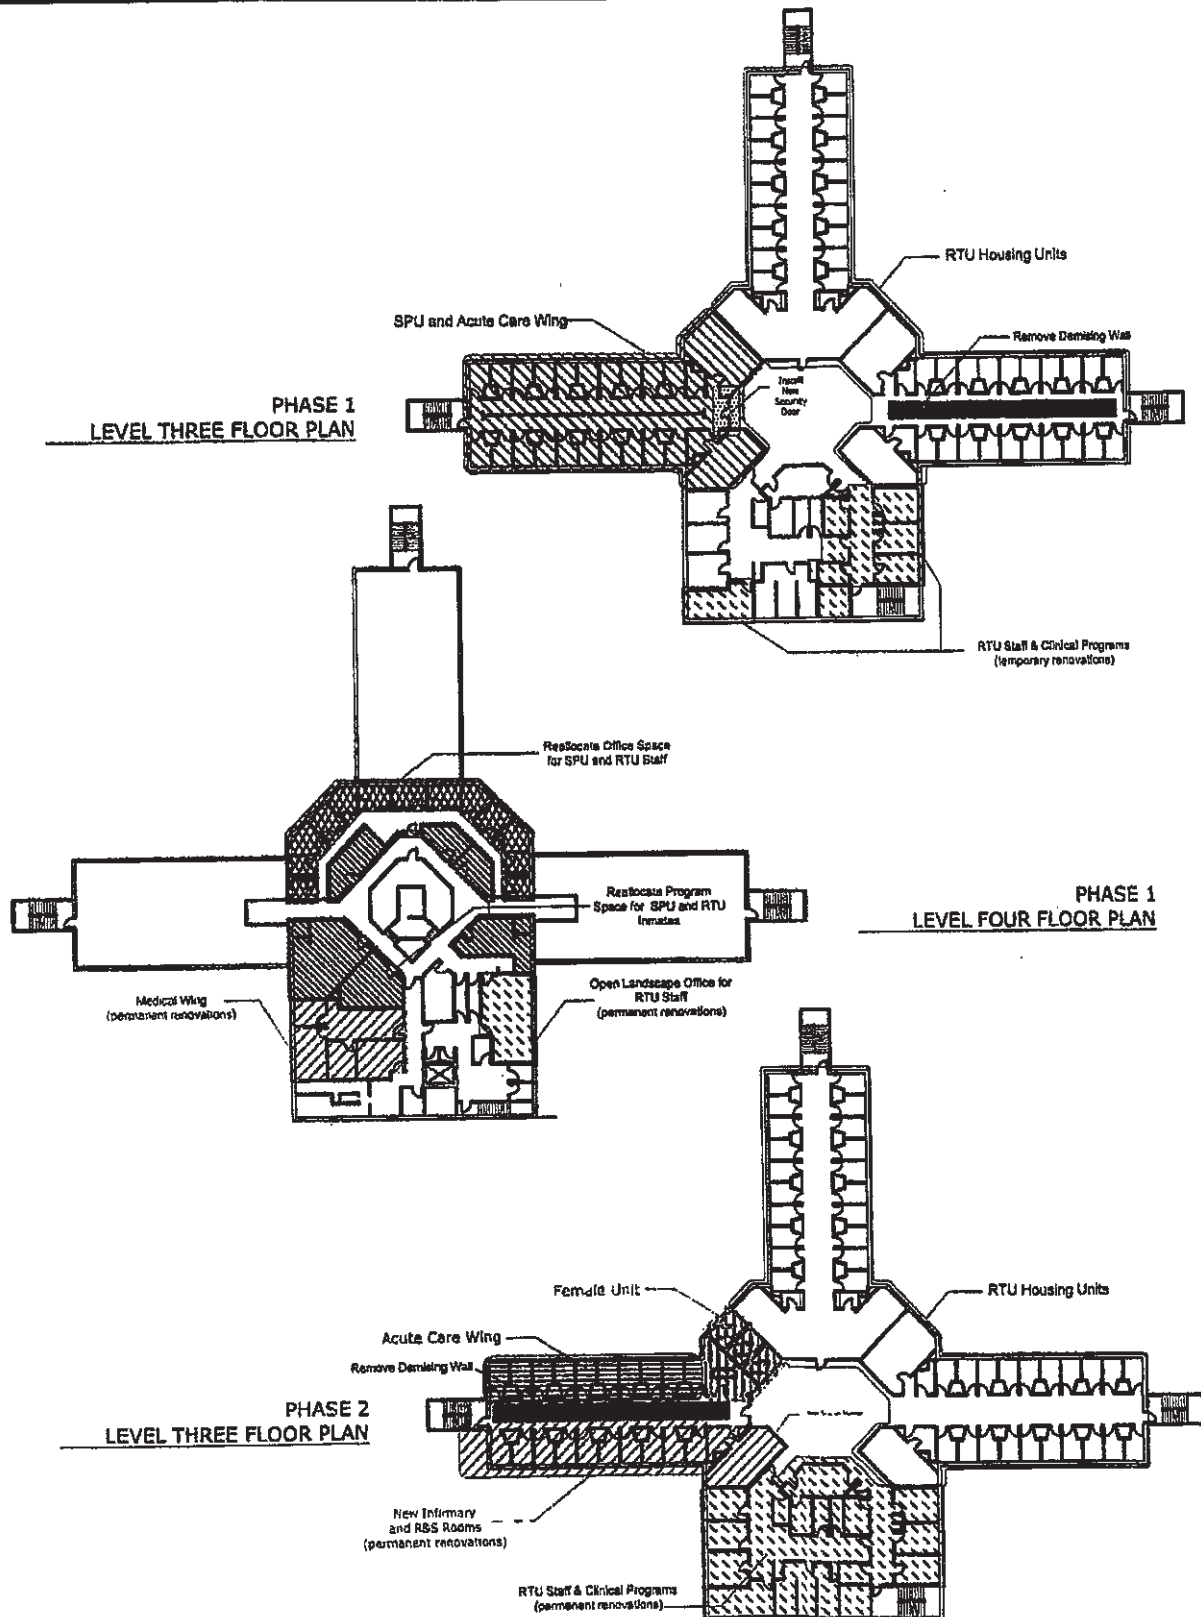 RTU Housing Units
SPU and Acute Care Wing
Remove Demising Wall
Install
New
Security
Door
PHASE 1
LEVEL THREE FLOOR PLAN
RTU Staff & Clinical Programs
(temporary renovations)
Reallocate Office Space
for SPU and RTU Staff
Reallocate Program
Space for SPU and RTU
Inmates
PHASE 1
LEVEL FOUR FLOOR PLAN
Medical Wing
(permanent renovations)
Open Landscape Office for
RTU Staff
(permanent renovations)
Female Unit
RTU Housing Units
Acute Care Wing
Remove Demising Wall
PHASE 2
LEVEL THREE FLOOR PLAN
New Infirmary
and R&S Rooms
(permanent renovations)
RTU Staff & Clinical Programs
(permanent renovations)